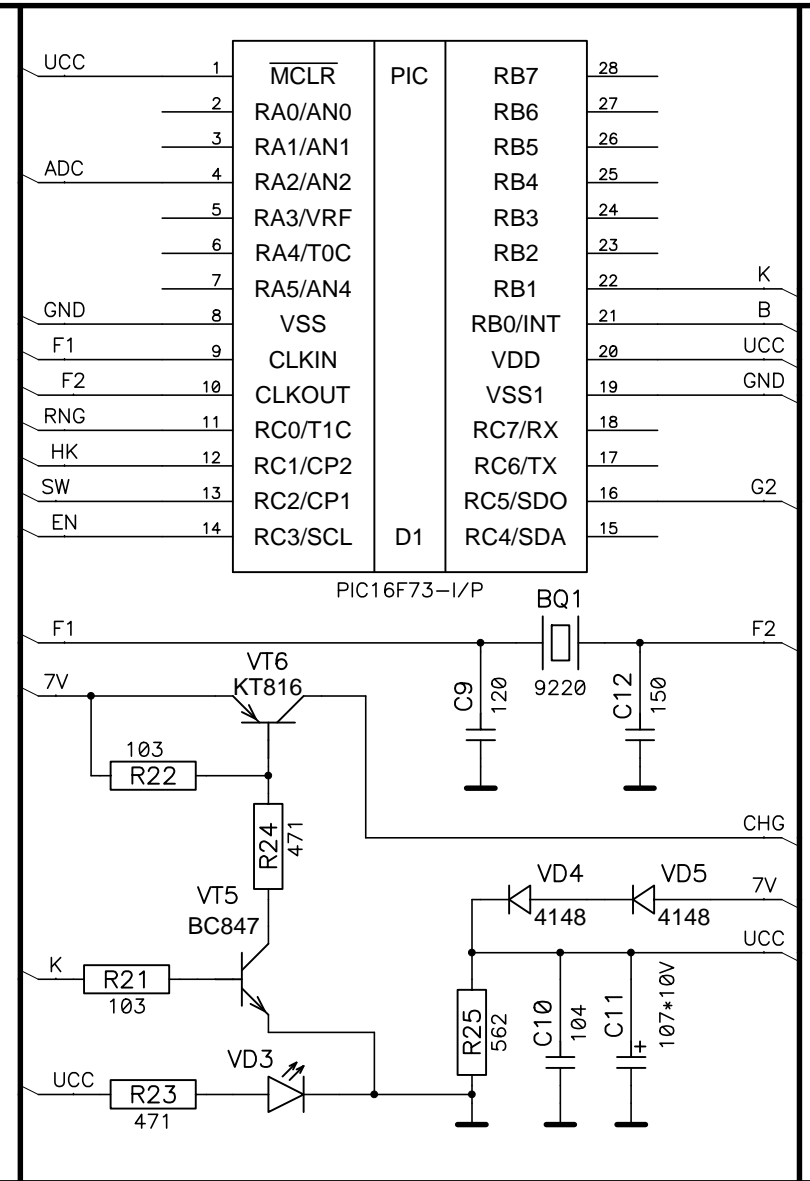 UCC 1 MCLR PIC RB7 28
2 RA0/AN0 RB6 27
3 RA1/AN1 RB5 26
ADC 4 RA2/AN2 RB4 25
5 RA3/VRF RB3 24
6 RA4/T0C RB2 23
7 RA5/AN4 RB1 22 K
GND 8 VSS RB0/INT 21 B
F1 9 CLKIN VDD 20 UCC
F2 10 CLKOUT VSS1 19 GND
RNG 11 RC0/T1C RC7/RX 18
HK 12 RC1/CP2 RC6/TX 17
SW 13 RC2/CP1 RC5/SDO 16 G2
EN 14 RC3/SCL D1 RC4/SDA 15
PIC16F73-I/P
BQ1
F1 F2
9220
C9
120
C12
150
7V
VT6
KT816
103
R22
R24
471
CHG
VT5
BC847
VD4
4148
VD5
4148
7V
UCC
K
R21
103
R25
562
C10
104
C11
107*10V
+
VD3
UCC
R23
471